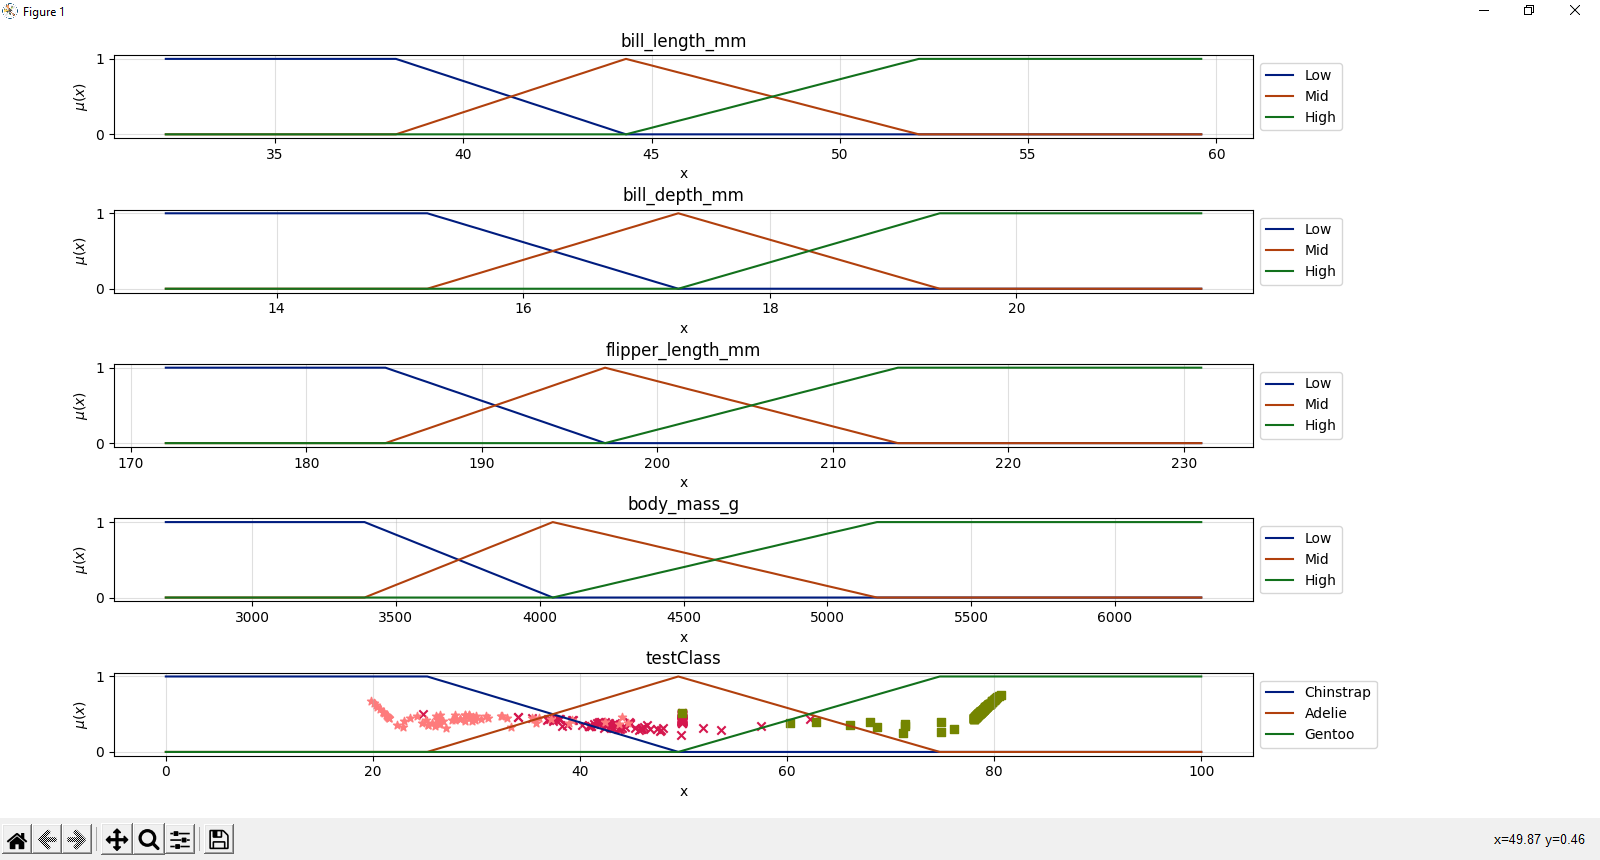 Figure 1
bill_length_mm
1
μ(x)
0
35 40 45 50 55 60
x
Low
Mid
High
bill_depth_mm
1
μ(x)
0
14 16 18 20
x
Low
Mid
High
flipper_length_mm
1
μ(x)
0
170 180 190 200 210 220 230
x
Low
Mid
High
body_mass_g
1
μ(x)
0
3000 3500 4000 4500 5000 5500 6000
x
Low
Mid
High
testClass
1
μ(x)
0
0 20 40 60 80 100
x
Chinstrap
Adelie
Gentoo
x=49.87 y=0.46